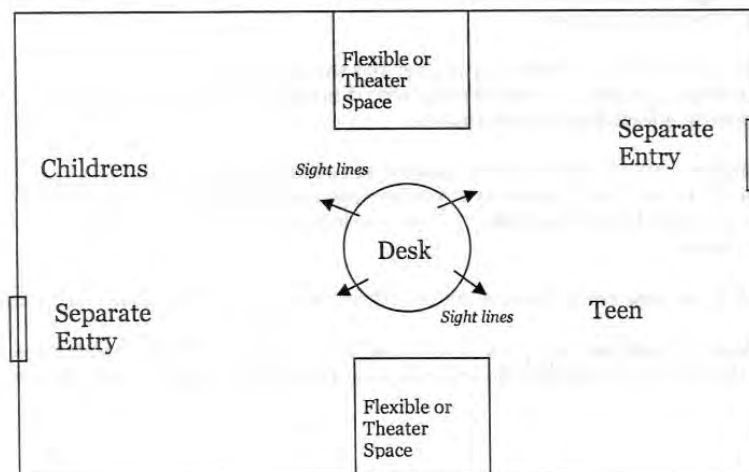 Flexible or
Theater
Space
Separate
Entry
Childrens
Sight lines
Desk
Separate
Entry
Teen
Sight lines
Flexible or
Theater
Space